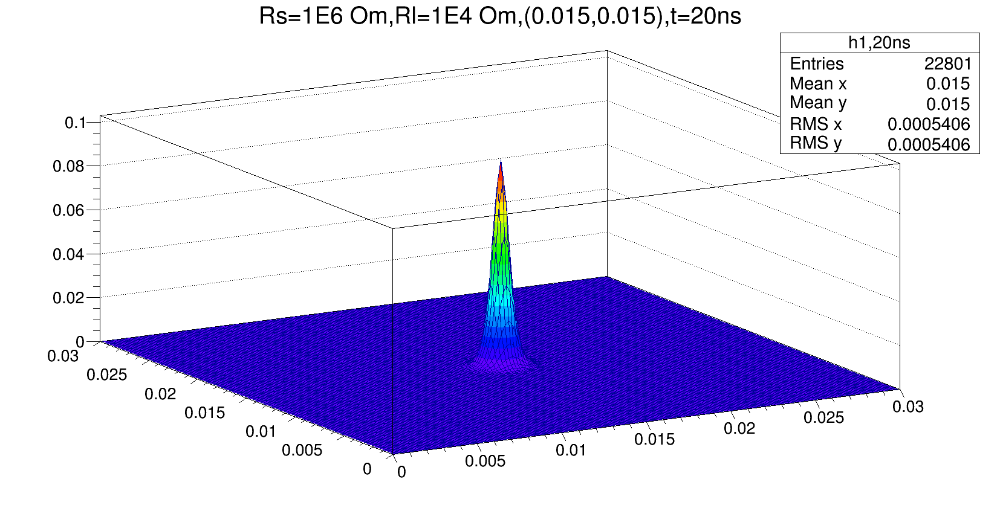 Rs=1E6 Om,Rl=1E4 Om,(0.015,0.015),t=20ns
h1,20ns
Entries 22801
Mean x 0.015
Mean y 0.015
RMS x 0.0005406
RMS y 0.0005406
0.1
0.08
0.06
0.04
0.02
0
0.03
0.025
0.02
0.015
0.01
0.005
0
0
0.005
0.01
0.015
0.02
0.025
0.03